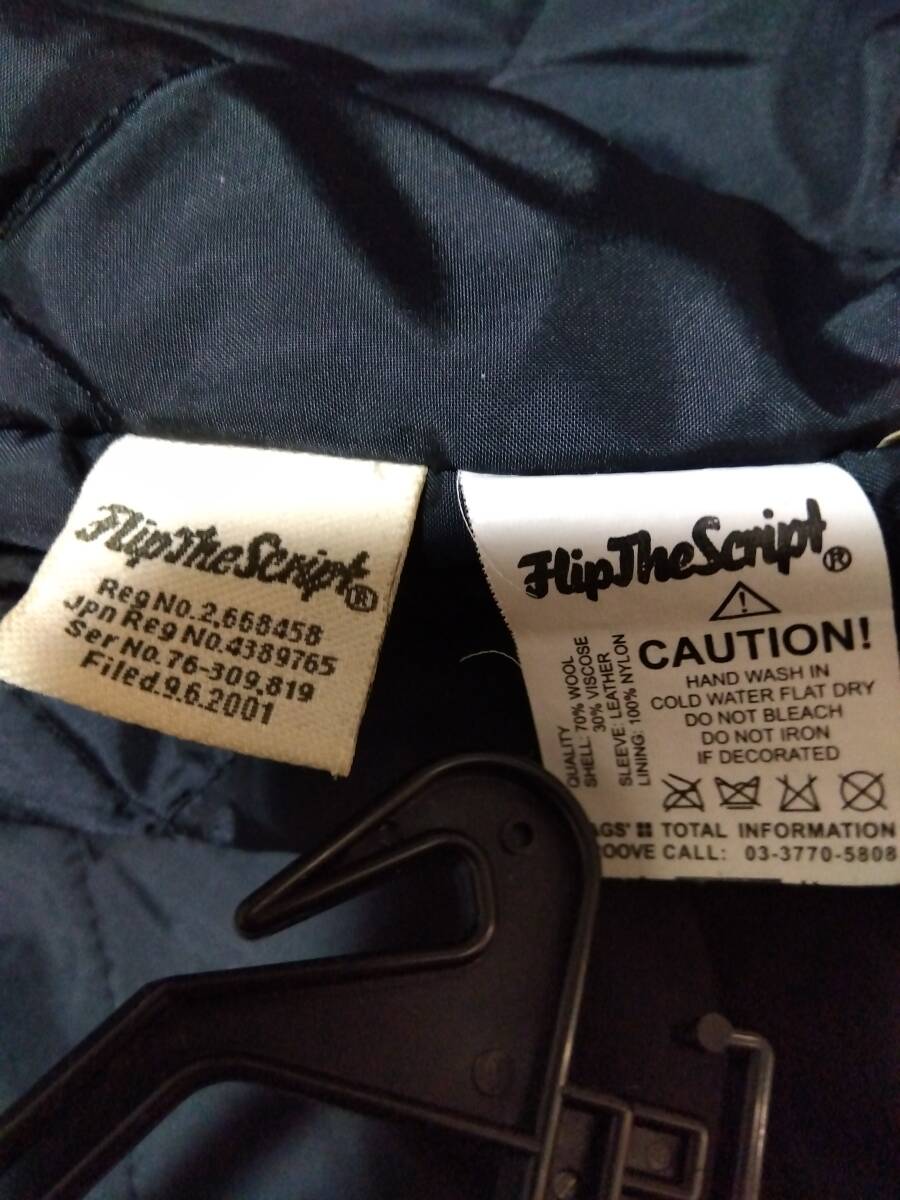 FlipTheScript®
Reg No.2,668458
Jpn Reg No.4389765
Ser No.76-309,819
Filed.9.6.2001
FlipTheScript®
CAUTION!
HAND WASH IN
COLD WATER FLAT DRY
DO NOT BLEACH
DO NOT IRON
IF DECORATED
QUALITY
SHELL: 70% WOOL
30% VISCOSE
SLEEVE: LEATHER
LINING: 100% NYLON
TOTAL INFORMATION
CALL: 03-3770-5808